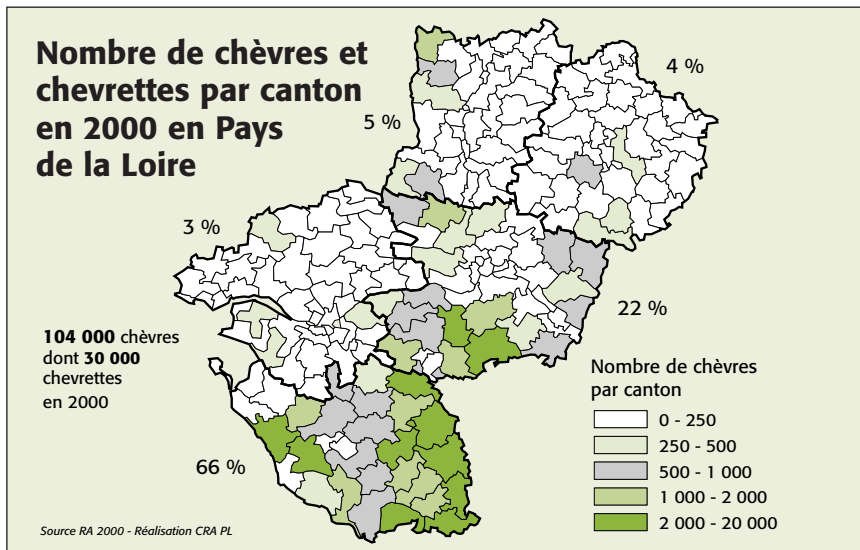 Nombre de chèvres et
chevrettes par canton
en 2000 en Pays
de la Loire
4 %
5 %
3 %
22 %
104 000 chèvres
dont 30 000
chevrettes
en 2000
66 %
Nombre de chèvres
par canton
0 - 250
250 - 500
500 - 1 000
1 000 - 2 000
2 000 - 20 000
Source RA 2000 - Réalisation CRA PL